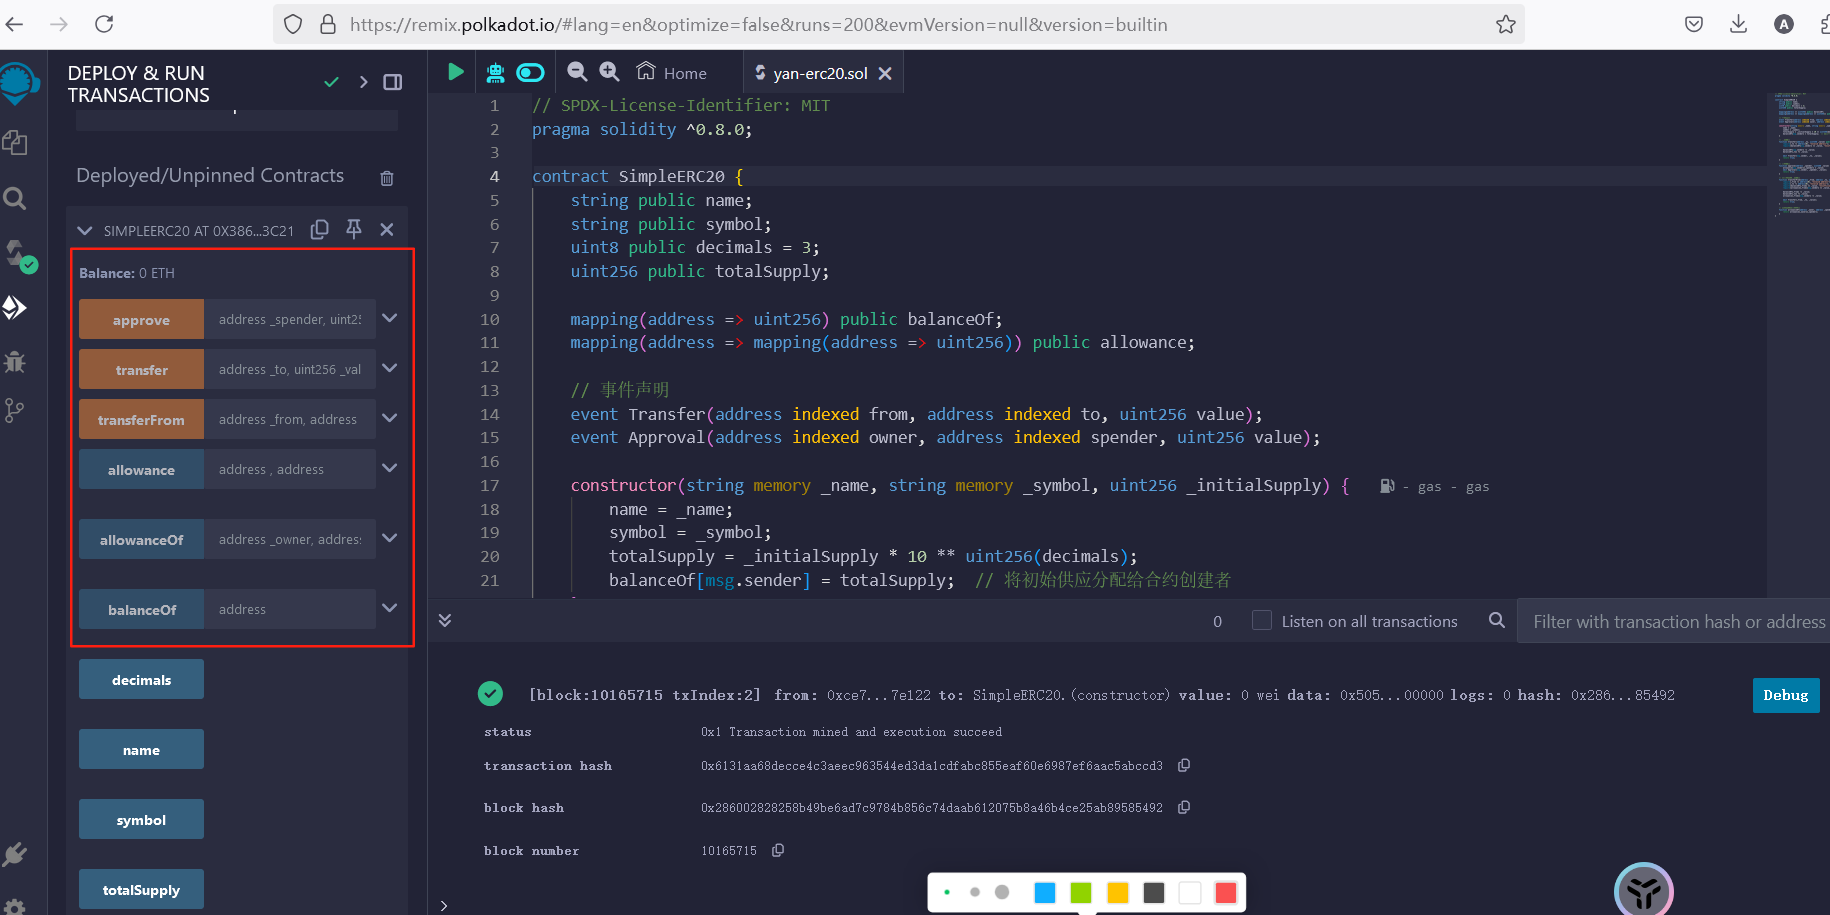 https://remix.polkadot.io/#lang=en&optimize=false&runs=200&evmVersion=null&version=builtin
A
DEPLOY & RUN
TRANSACTIONS
Home
yan-erc20.sol
Deployed/Unpinned Contracts
SIMPLEERC20 AT 0X386...3C21
Balance: 0 ETH
approve address _spender, uint25
transfer address _to, uint256 _val
transferFrom address _from, address
allowance address , address
allowanceOf address _owner, addres
balanceOf address
decimals
name
symbol
totalSupply
1 // SPDX-License-Identifier: MIT
2 pragma solidity ^0.8.0;
3
4 contract SimpleERC20 {
5 string public name;
6 string public symbol;
7 uint8 public decimals = 3;
8 uint256 public totalSupply;
9
10 mapping(address => uint256) public balanceOf;
11 mapping(address => mapping(address => uint256)) public allowance;
12
13 // 事件声明
14 event Transfer(address indexed from, address indexed to, uint256 value);
15 event Approval(address indexed owner, address indexed spender, uint256 value);
16
17 constructor(string memory _name, string memory _symbol, uint256 _initialSupply) { - gas - gas
18 name = _name;
19 symbol = _symbol;
20 totalSupply = _initialSupply * 10 ** uint256(decimals);
21 balanceOf[msg.sender] = totalSupply; // 将初始供应分配给合约创建者
0 Listen on all transactions Filter with transaction hash or address
[block:10165715 txIndex:2] from: 0xce7...7e122 to: SimpleERC20.(constructor) value: 0 wei data: 0x505...00000 logs: 0 hash: 0x286...85492 Debug
status 0x1 Transaction mined and execution succeed
transaction hash 0x6131aa68decce4c3aeec963544ed3da1cdfabc855eaf60e6987ef6aac5abccd3
block hash 0x286002828258b49be6ad7c9784b856c74daab612075b8a46b4ce25ab89585492
block number 10165715